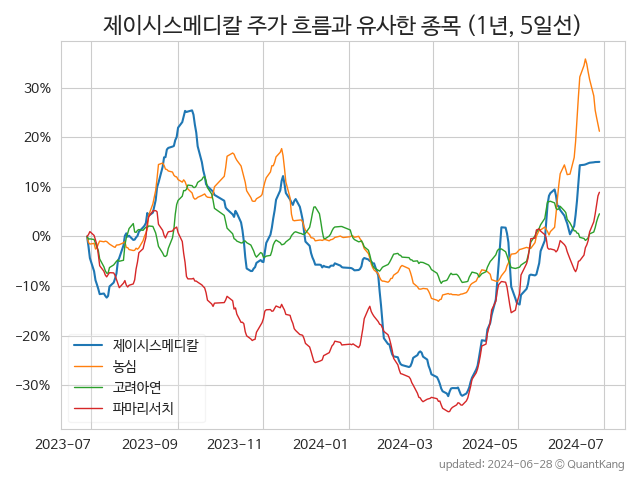 제이시스메디칼 주가 흐름과 유사한 종목 (1년, 5일선)
30%
20%
10%
0%
−10%
−20%
−30%
제이시스메디칼
농심
고려아연
파마리서치
2023-07 2023-09 2023-11 2024-01 2024-03 2024-05 2024-07
updated: 2024-06-28 © QuantKang